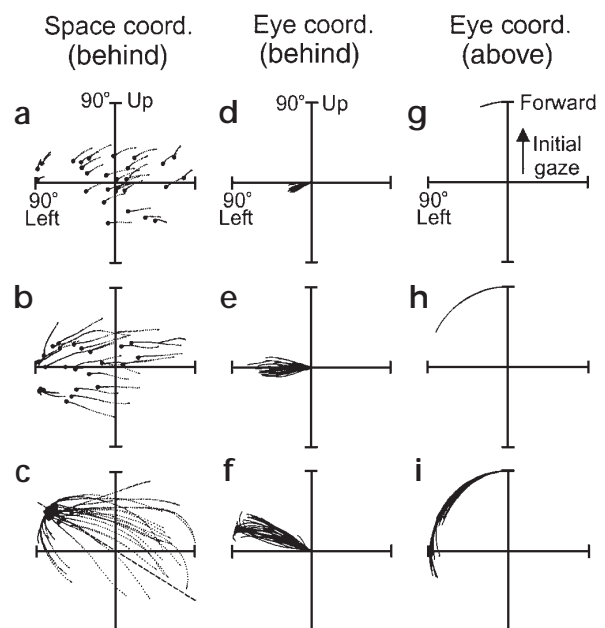 Space coord.
(behind)
Eye coord.
(behind)
Eye coord.
(above)
a
90° Up
90°
Left
d
90° Up
90°
Left
g
Forward
Initial
gaze
90°
Left
b
e
h
c
f
i